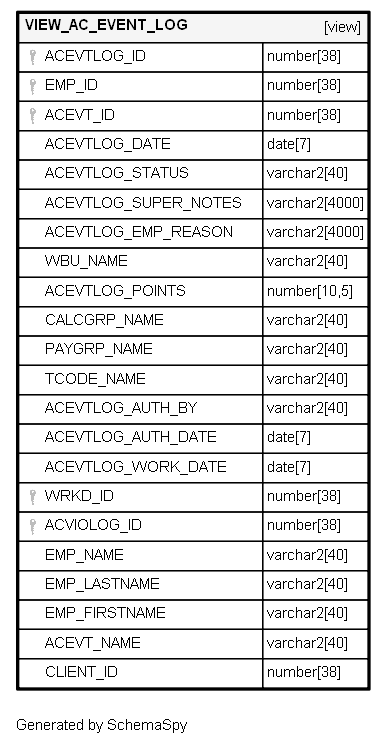 VIEW_AC_EVENT_LOG [view]
ACEVTLOG_ID number[38]
EMP_ID number[38]
ACEVT_ID number[38]
ACEVTLOG_DATE date[7]
ACEVTLOG_STATUS varchar2[40]
ACEVTLOG_SUPER_NOTES varchar2[4000]
ACEVTLOG_EMP_REASON varchar2[4000]
WBU_NAME varchar2[40]
ACEVTLOG_POINTS number[10,5]
CALCGRP_NAME varchar2[40]
PAYGRP_NAME varchar2[40]
TCODE_NAME varchar2[40]
ACEVTLOG_AUTH_BY varchar2[40]
ACEVTLOG_AUTH_DATE date[7]
ACEVTLOG_WORK_DATE date[7]
WRKD_ID number[38]
ACVIOLOG_ID number[38]
EMP_NAME varchar2[40]
EMP_LASTNAME varchar2[40]
EMP_FIRSTNAME varchar2[40]
ACEVT_NAME varchar2[40]
CLIENT_ID number[38]
Generated by SchemaSpy